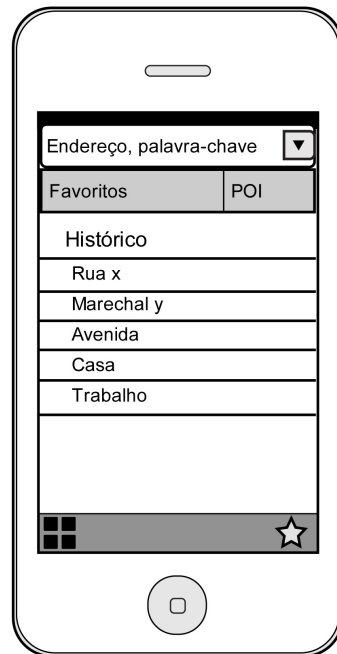 Endereço, palavra-chave
Favoritos POI
Histórico
Rua x
Marechal y
Avenida
Casa
Trabalho